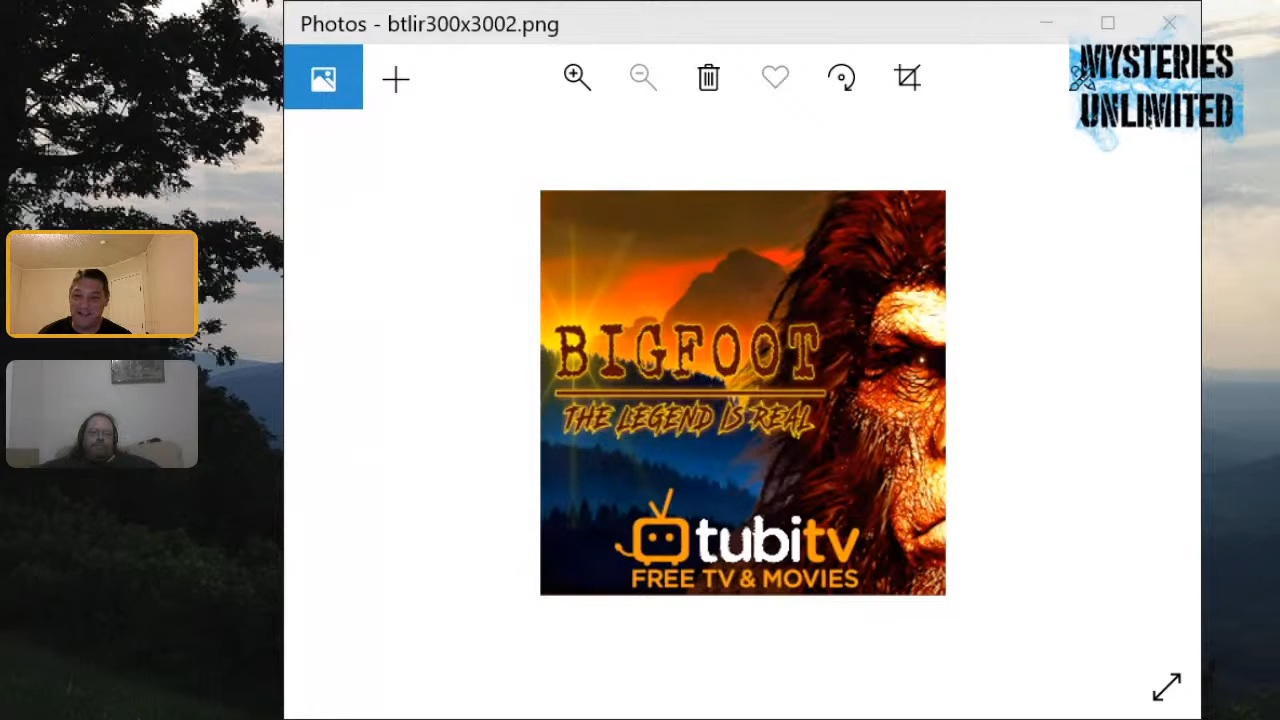 Photos - btlir300x3002.png
MYSTERIES
UNLIMITED
BIGFOOT
THE LEGEND IS REAL
tubitv
FREE TV & MOVIES